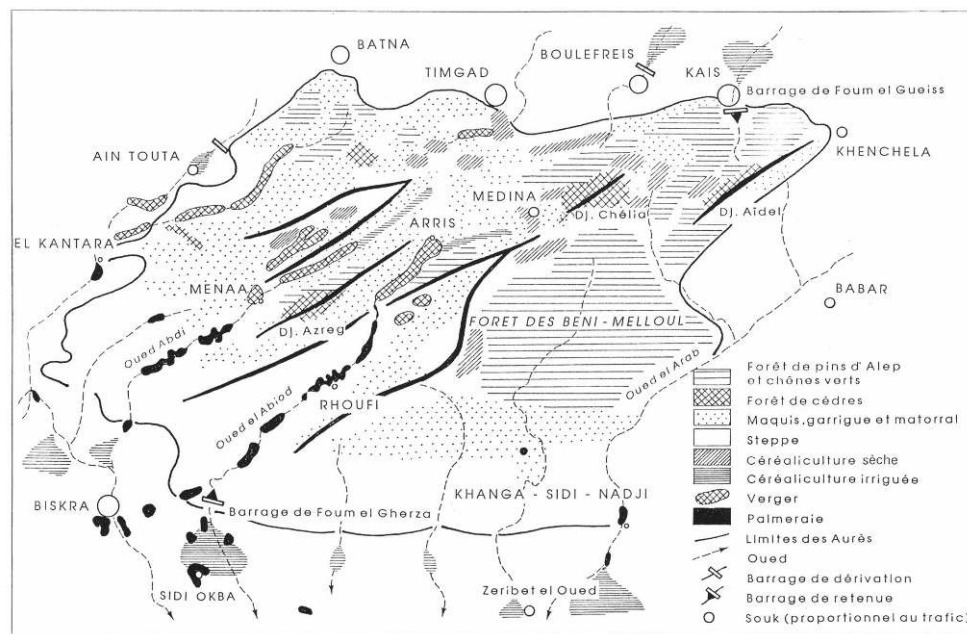 BATNA
BOULEFREIS
TIMGAD
KAIS
Barrage de Foum el Gueiss
AIN TOUTA
KHENCHELA
MEDINA
DJ. Chélia
DJ. Aïdel
ARRIS
EL KANTARA
MENAA
BABAR
DJ. Azreg
FORET DES BENI-MELLOUL
Oued Abdi
Oued el Arab
Oued el Abiod
RHOUFI
Forêt de pins d'Alep
et chênes verts
Forêt de cédres
Maquis, garrigue et matorral
Steppe
Céréaliculture sèche
Céréaliculture irriguée
Verger
Palmeraie
Limites des Aurès
Oued
Barrage de dérivation
Barrage de retenue
Souk (proportionnel au trafic)
KHANGA - SIDI - NADJI
BISKRA
Barrage de Foum el Gherza
SIDI OKBA
Zeribet el Oued